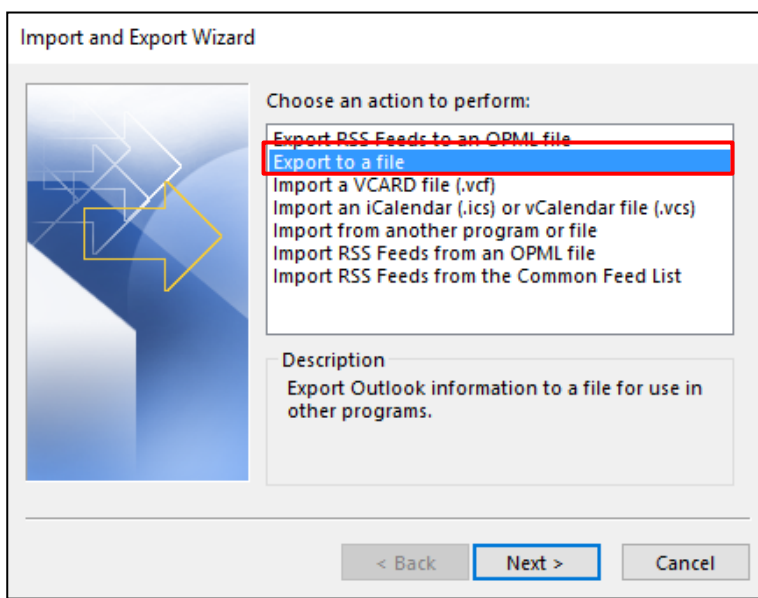 Import and Export Wizard
Choose an action to perform:
Export RSS Feeds to an OPML file
Export to a file
Import a VCARD file (.vcf)
Import an iCalendar (.ics) or vCalendar file (.vcs)
Import from another program or file
Import RSS Feeds from an OPML file
Import RSS Feeds from the Common Feed List
Description
Export Outlook information to a file for use in
other programs.
< Back
Next >
Cancel